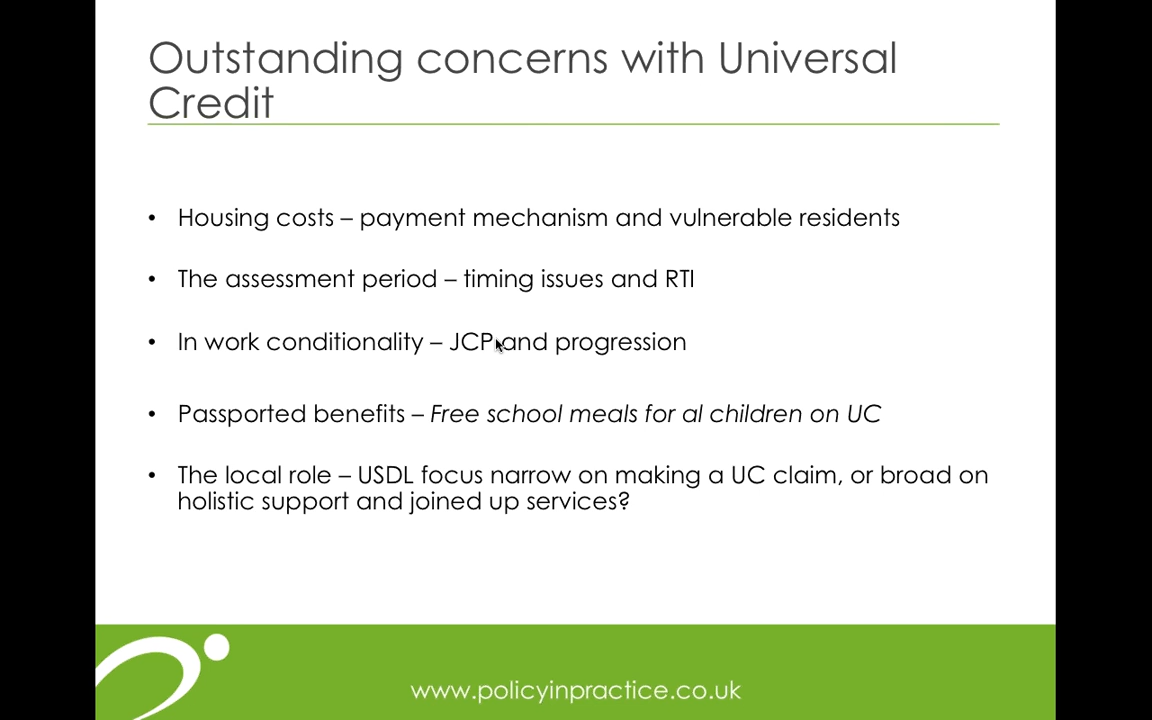 Outstanding concerns with Universal
Credit
• Housing costs – payment mechanism and vulnerable residents
• The assessment period – timing issues and RTI
• In work conditionality – JCP and progression
• Passported benefits – Free school meals for al children on UC
• The local role – USDL focus narrow on making a UC claim, or broad on
holistic support and joined up services?
www.policyinpractice.co.uk